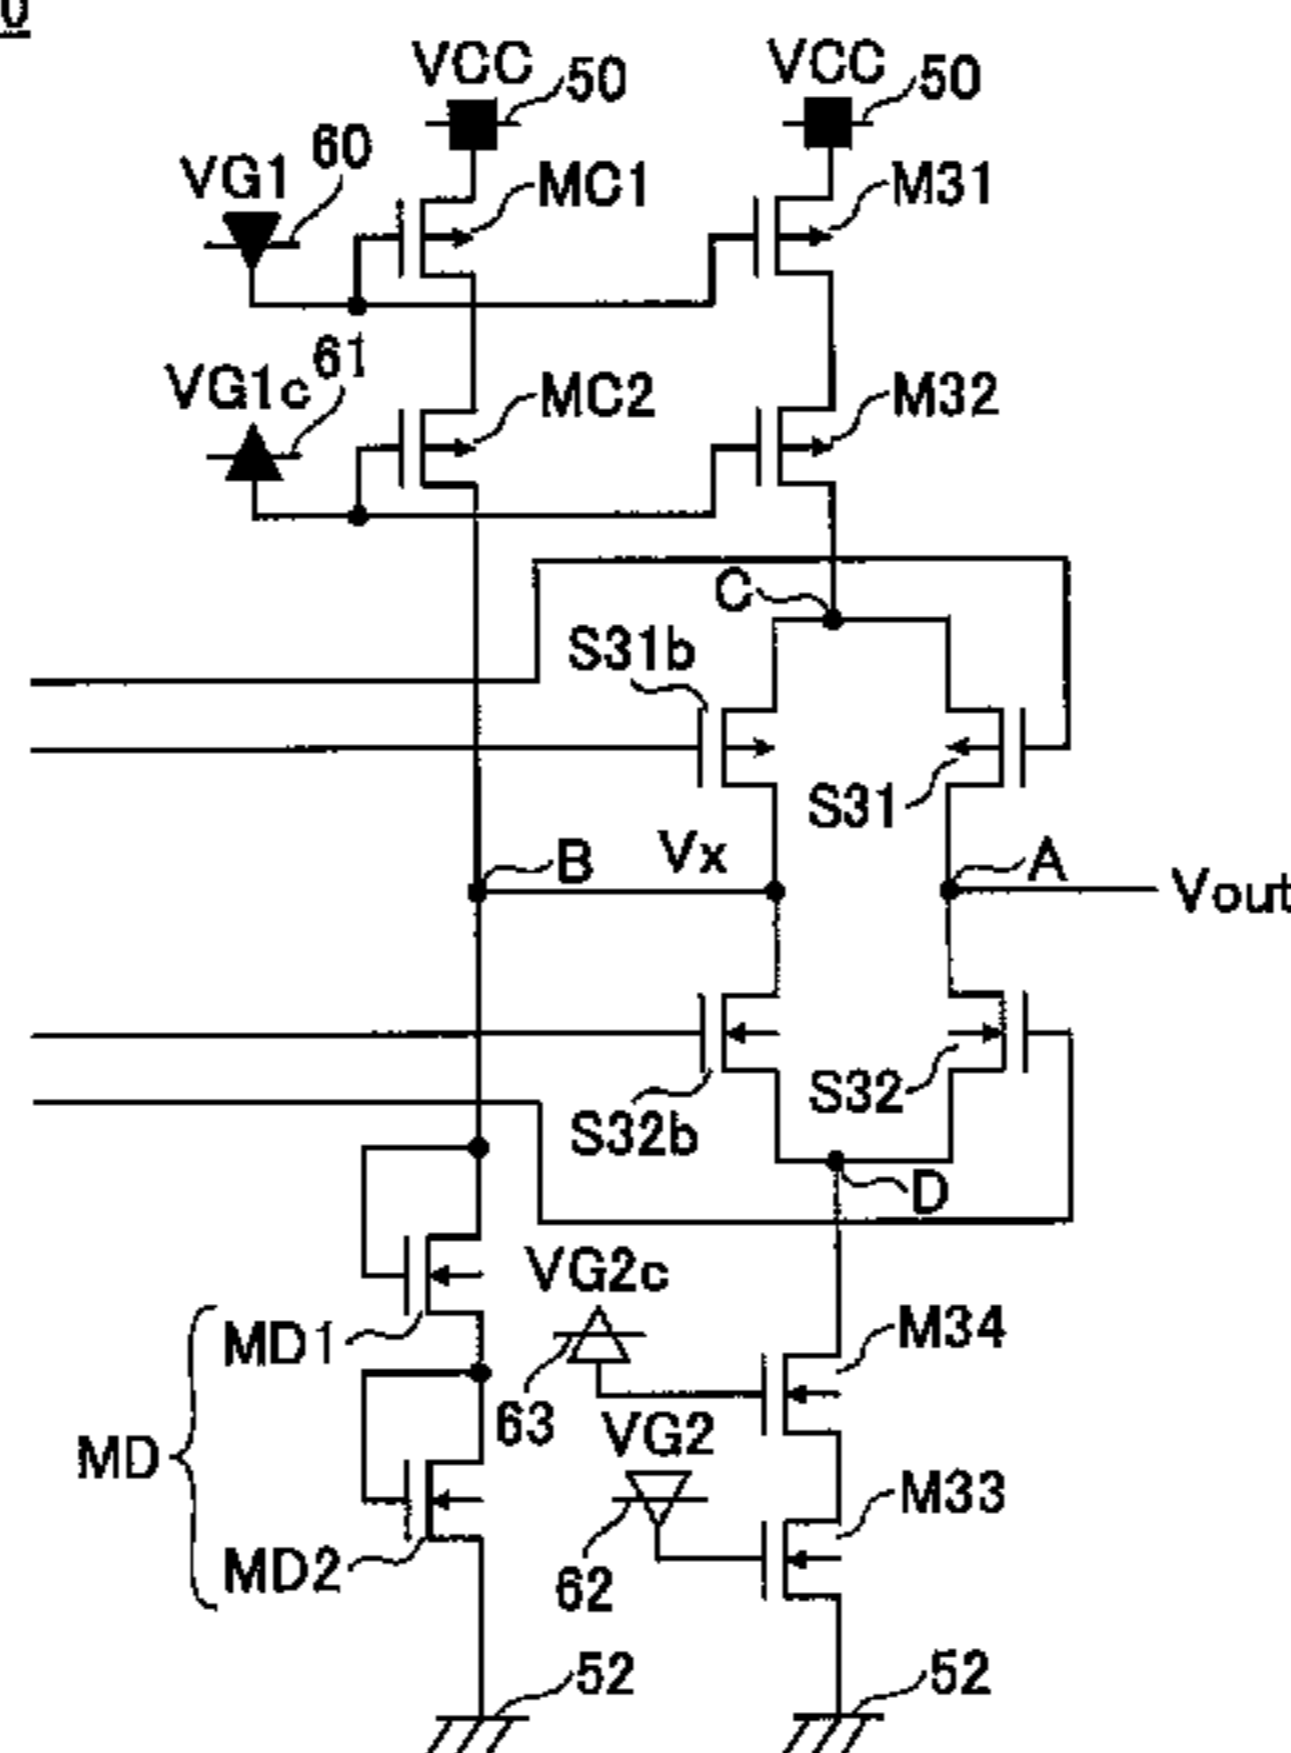 0
VCC 50 VCC 50
VG1 60 MC1 M31
VG1c 61 MC2 M32
C
S31b
S31
B Vx A Vout
S32
S32b
D
VG2c
MD1 M34
63 VG2
MD
M33
MD2 62
52 52